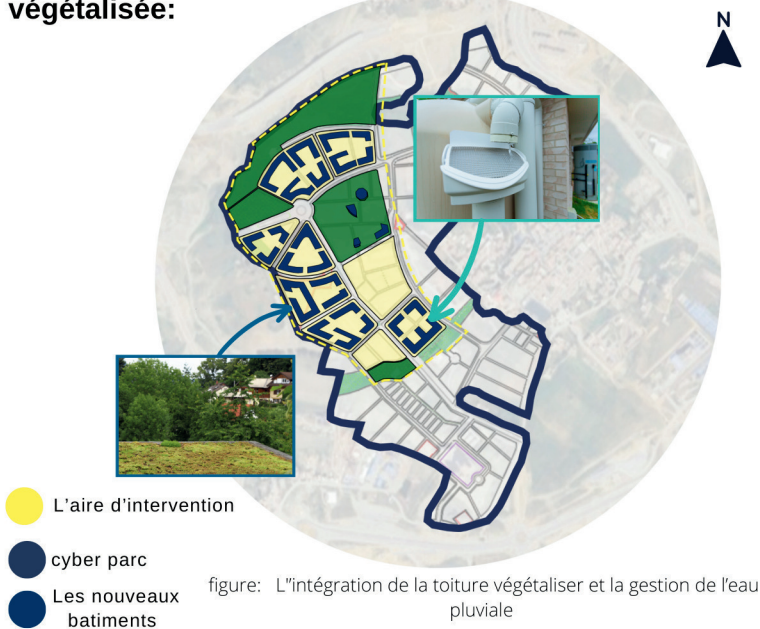 végétalisée:
N
L'aire d'intervention
cyber parc
Les nouveaux
batiments
figure: L"intégration de la toiture végétaliser et la gestion de l'eau
pluviale